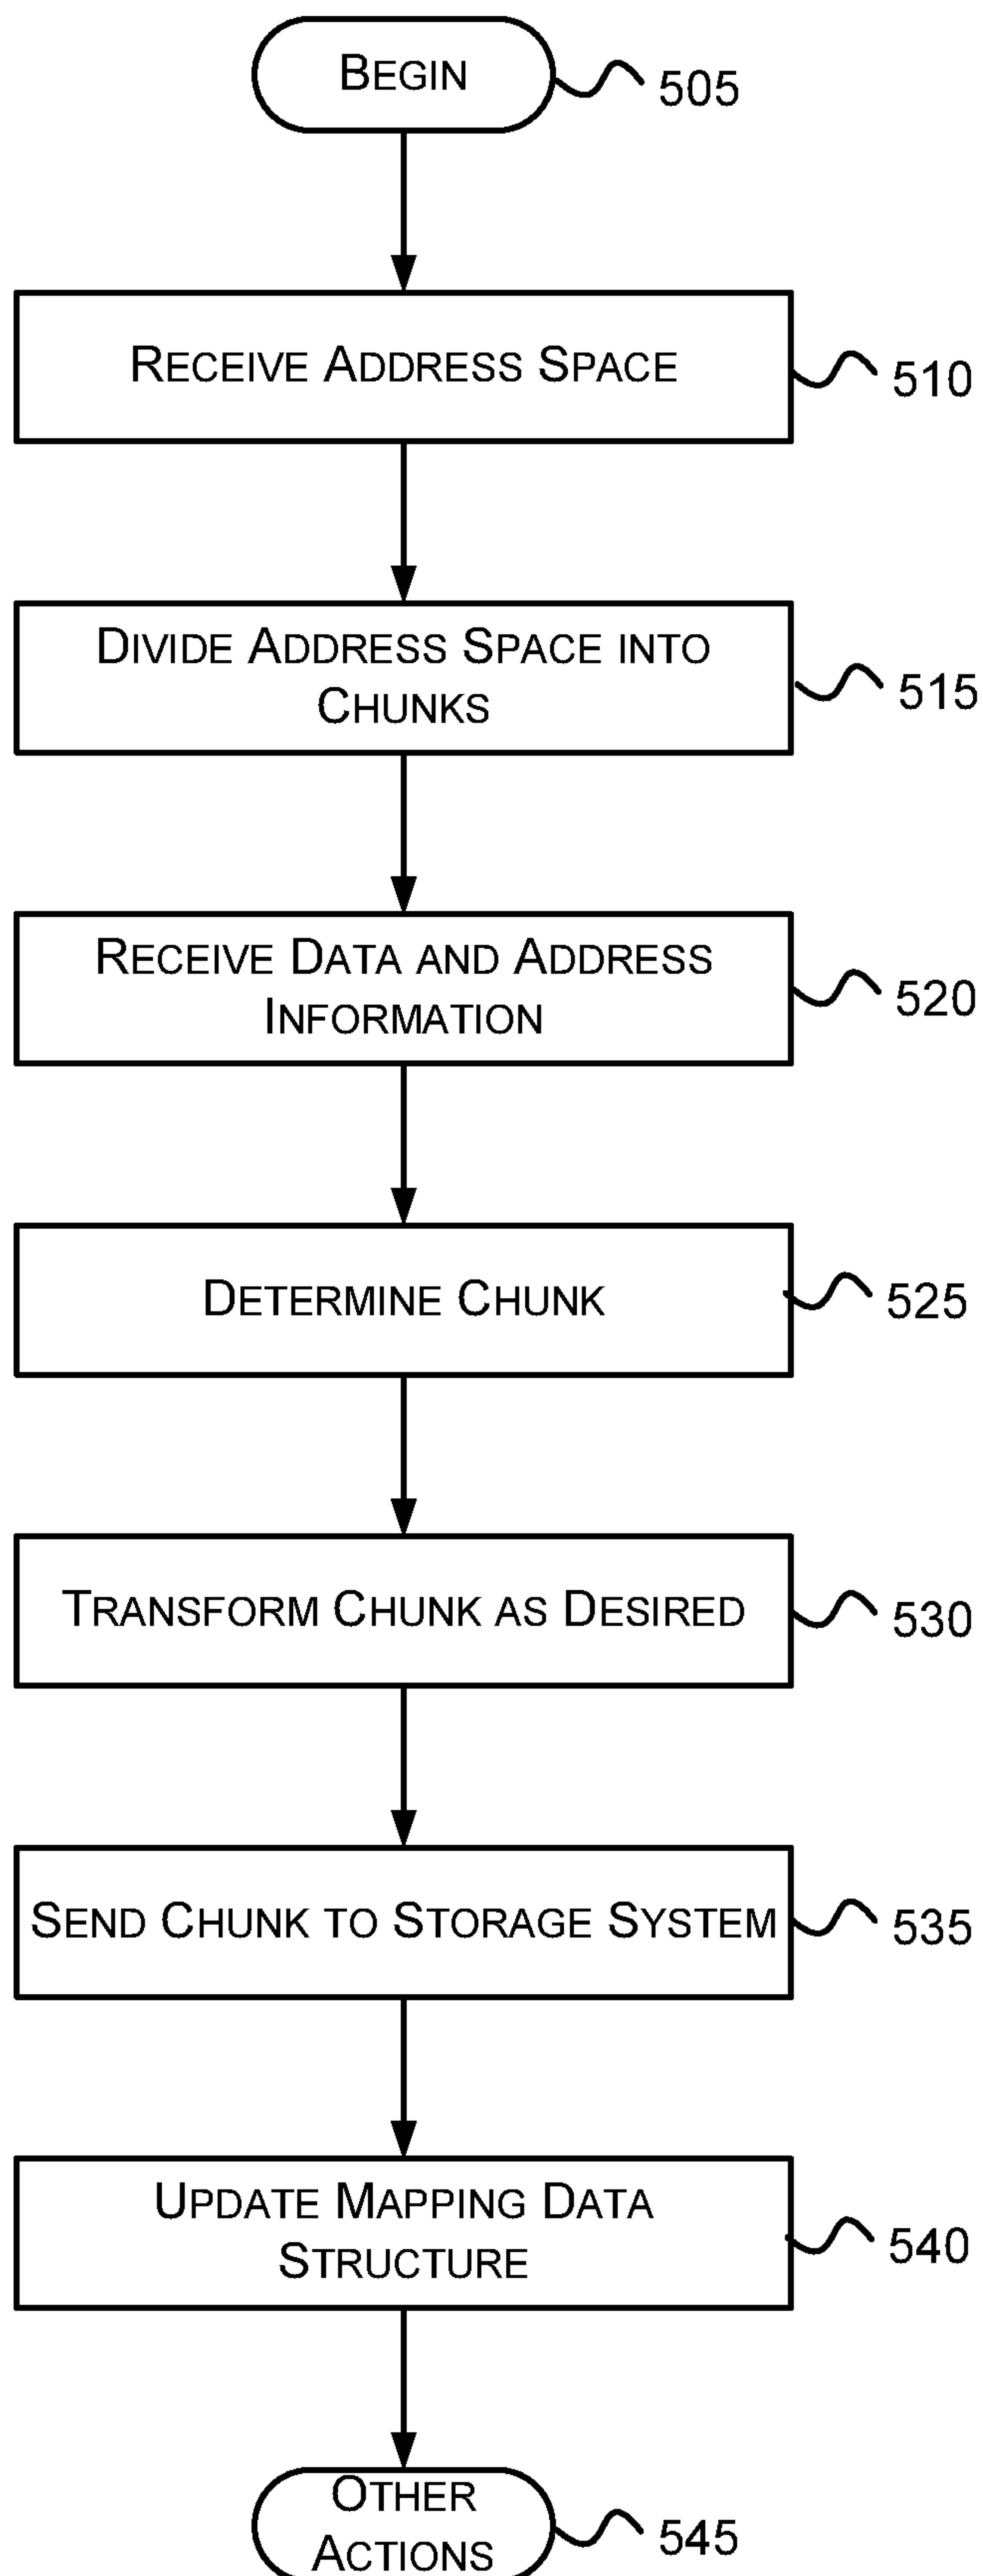 BEGIN
505
RECEIVE ADDRESS SPACE
510
DIVIDE ADDRESS SPACE INTO
CHUNKS
515
RECEIVE DATA AND ADDRESS
INFORMATION
520
DETERMINE CHUNK
525
TRANSFORM CHUNK AS DESIRED
530
SEND CHUNK TO STORAGE SYSTEM
535
UPDATE MAPPING DATA
STRUCTURE
540
OTHER
ACTIONS
545